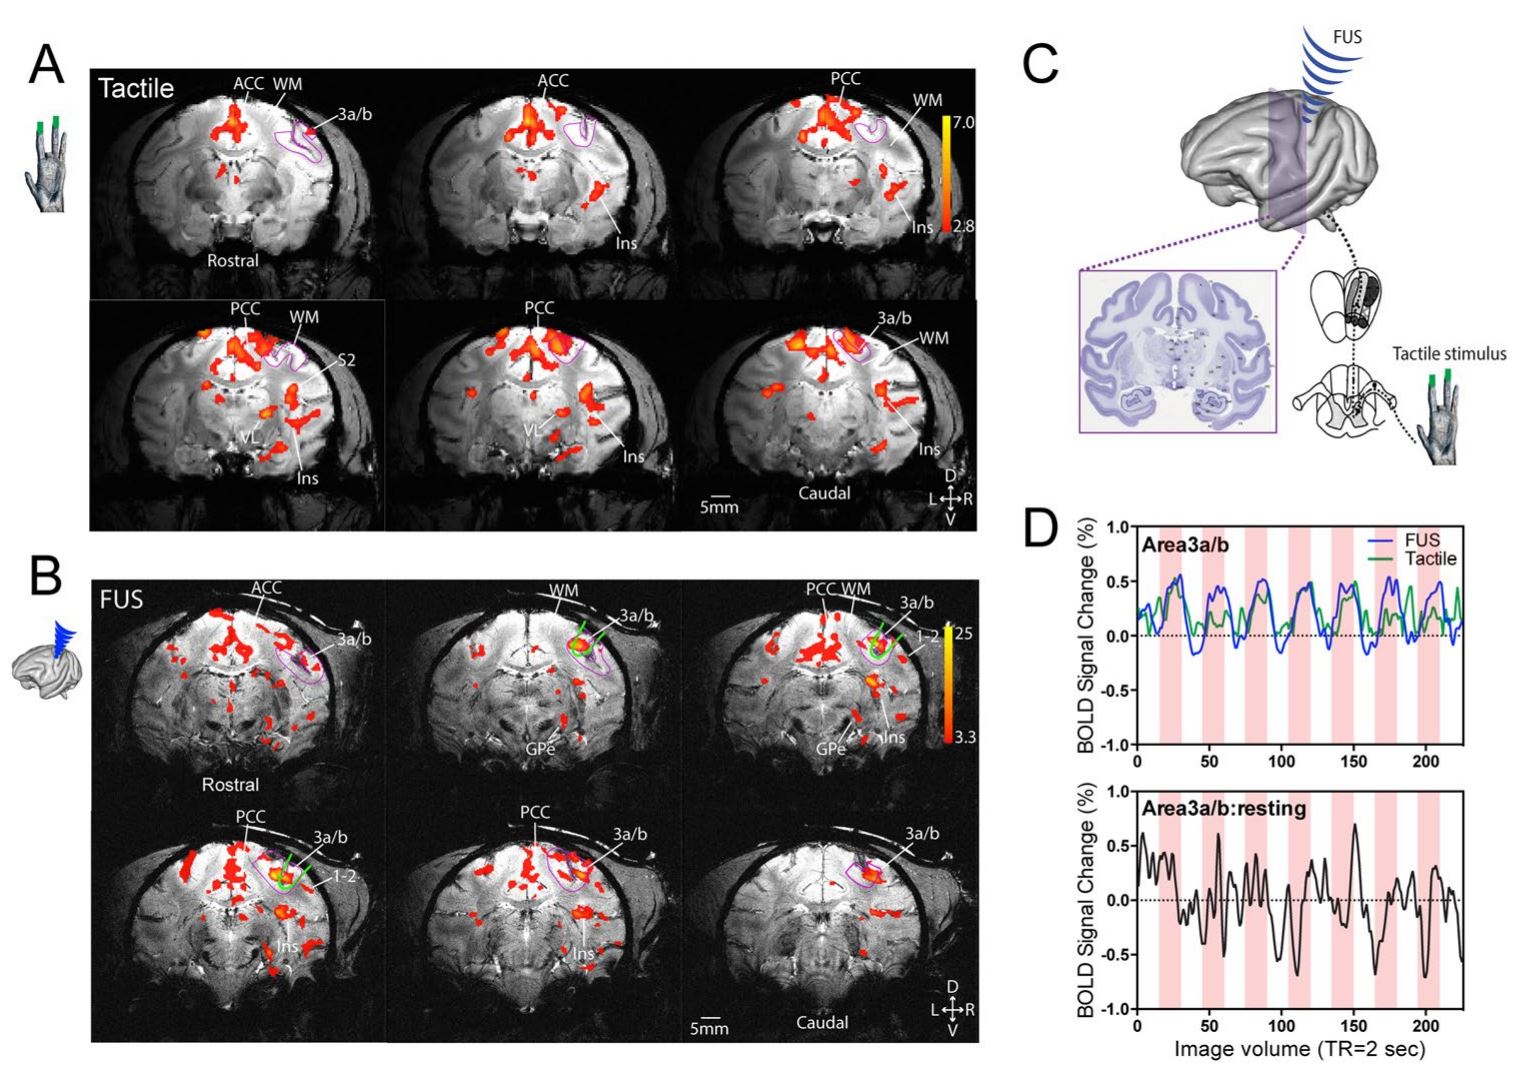 A
Tactile
ACC WM
3a/b
ACC
PCC
WM
7.0
2.8
Ins
Ins
Rostral
PCC
WM
S2
VL
Ins
PCC
VL
Ins
3a/b
WM
Ins
5mm
Caudal
D
L R
V
B
FUS
ACC
3a/b
WM
3a/b
GPe
PCC WM
3a/b
1-2
25
3.3
GPe
Ins
Rostral
PCC
3a/b
1-2
Ins
PCC
3a/b
Ins
3a/b
5mm
Caudal
D
L R
V
C
FUS
Tactile stimulus
D
BOLD Signal Change (%)
1.0
0.5
0.0
-0.5
-1.0
Area3a/b
FUS
Tactile
0 50 100 150 200
BOLD Signal Change (%)
1.0
0.5
0.0
-0.5
-1.0
Area3a/b:resting
0 50 100 150 200
Image volume (TR=2 sec)